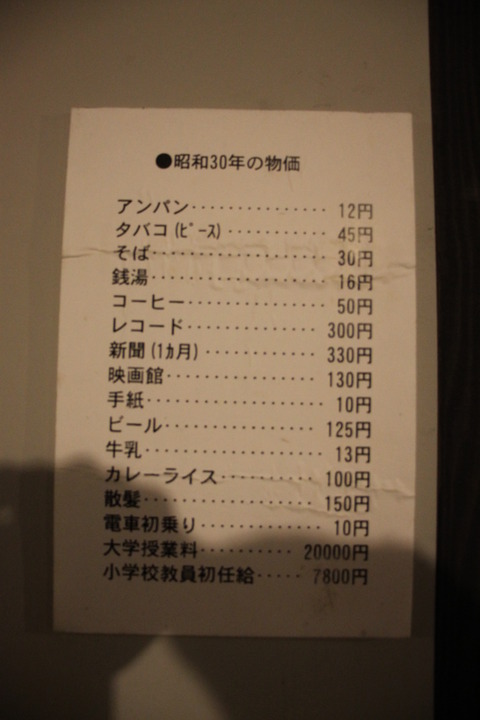 ●昭和30年の物価
アンパン・・・・・・・・・・・・・・・ 12円
タバコ(ﾋﾟｰｽ)・・・・・・・・・・・ 45円
そば・・・・・・・・・・・・・・・・・・・ 30円
銭湯・・・・・・・・・・・・・・・・・・・ 16円
コーヒー・・・・・・・・・・・・・・・ 50円
レコード・・・・・・・・・・・・・・ 300円
新聞(1ｶ月)・・・・・・・・・・・・ 330円
映画館・・・・・・・・・・・・・・・・ 130円
手紙・・・・・・・・・・・・・・・・・・・ 10円
ビール・・・・・・・・・・・・・・・・ 125円
牛乳・・・・・・・・・・・・・・・・・・・ 13円
カレーライス・・・・・・・・・・ 100円
散髪・・・・・・・・・・・・・・・・・・ 150円
電車初乗り・・・・・・・・・・・・・ 10円
大学授業料・・・・・・・・・・ 20000円
小学校教員初任給・・・・・ 7800円